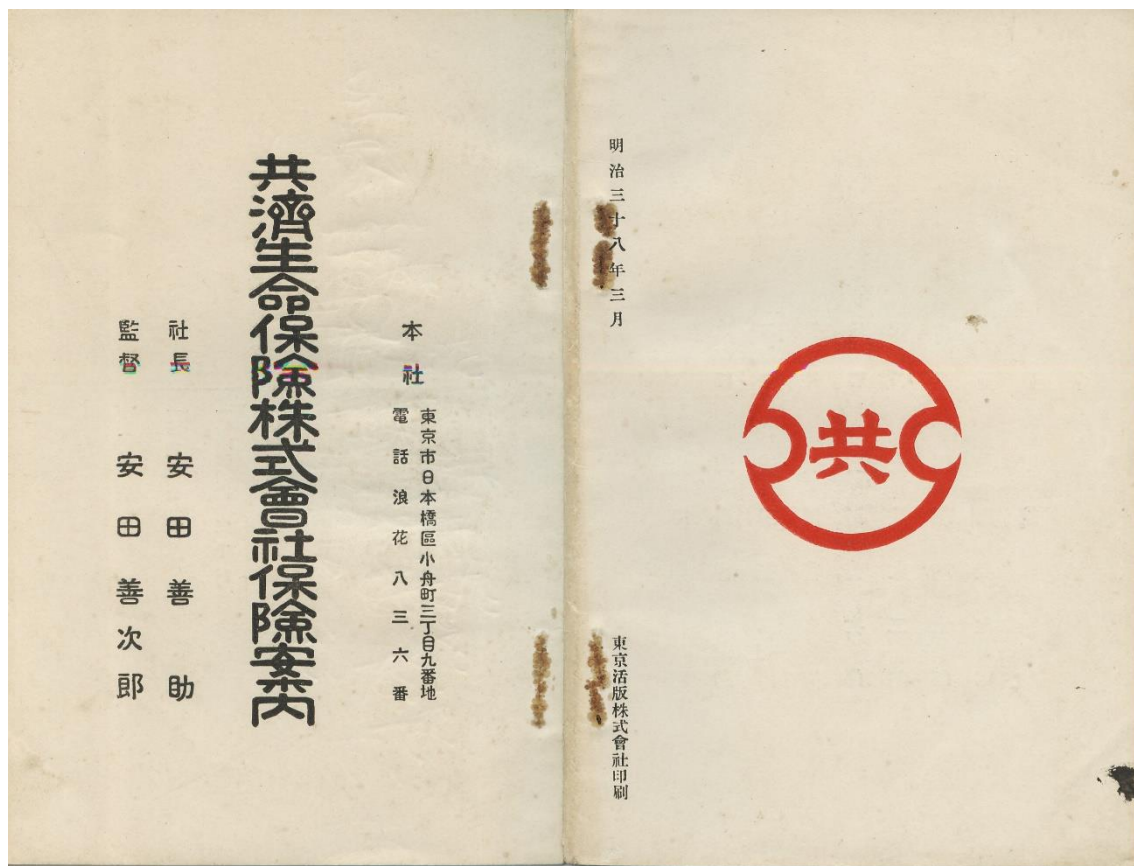 明治三十八年三月
東京活版株式會社印刷
共
本社
東京市日本橋區小舟町三丁目九番地
電話浪花八三六番
共濟生命保險株式會社保險案內
社長 安田善助
監督 安田善次郎